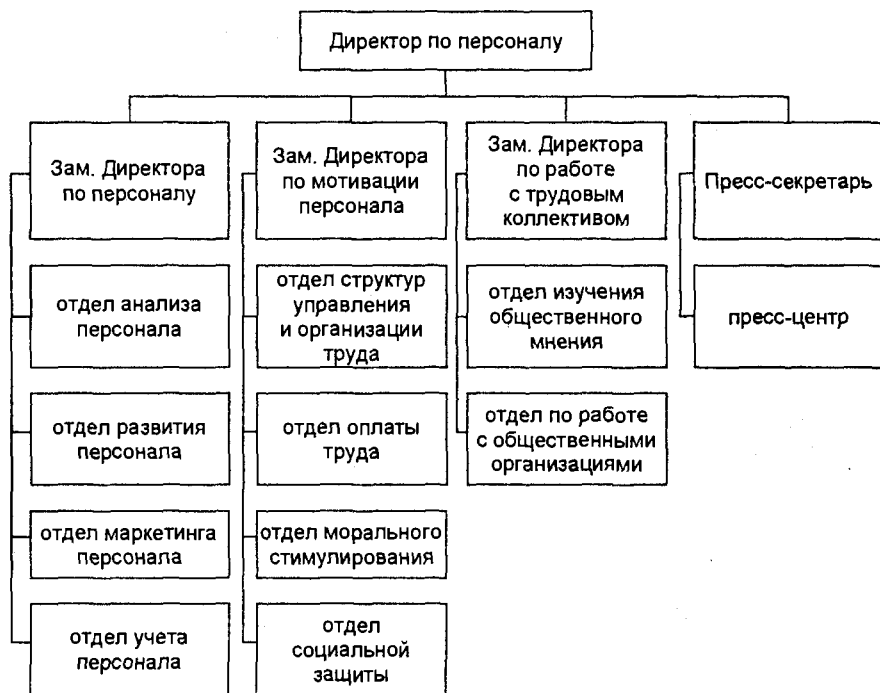 Директор по персоналу
Зам. Директора
по персоналу
Зам. Директора
по мотивации
персонала
Зам. Директора
по работе
с трудовым
коллективом
Пресс-секретарь
отдел анализа
персонала
отдел структур
управления
и организации
труда
отдел изучения
общественного
мнения
пресс-центр
отдел развития
персонала
отдел оплаты
труда
отдел по работе
с общественными
организациями
отдел маркетинга
персонала
отдел морального
стимулирования
отдел учета
персонала
отдел
социальной
защиты